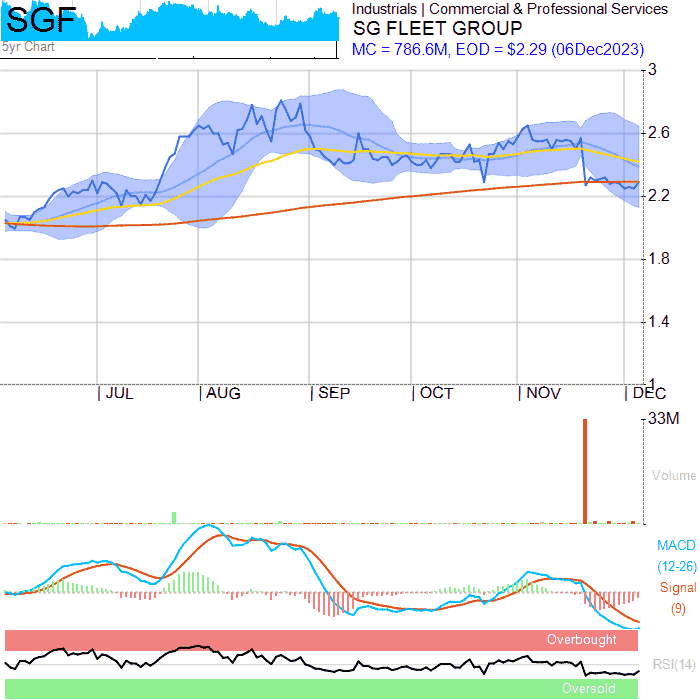 SGF
5yr Chart
Industrials | Commercial & Professional Services
SG FLEET GROUP
MC = 786.6M, EOD = $2.29 (06Dec2023)
3
2.6
2.2
1.8
1.4
1
JUL
AUG
SEP
OCT
NOV
DEC
33M
Volume
MACD
(12-26)
Signal
(9)
Overbought
RSI(14)
Oversold